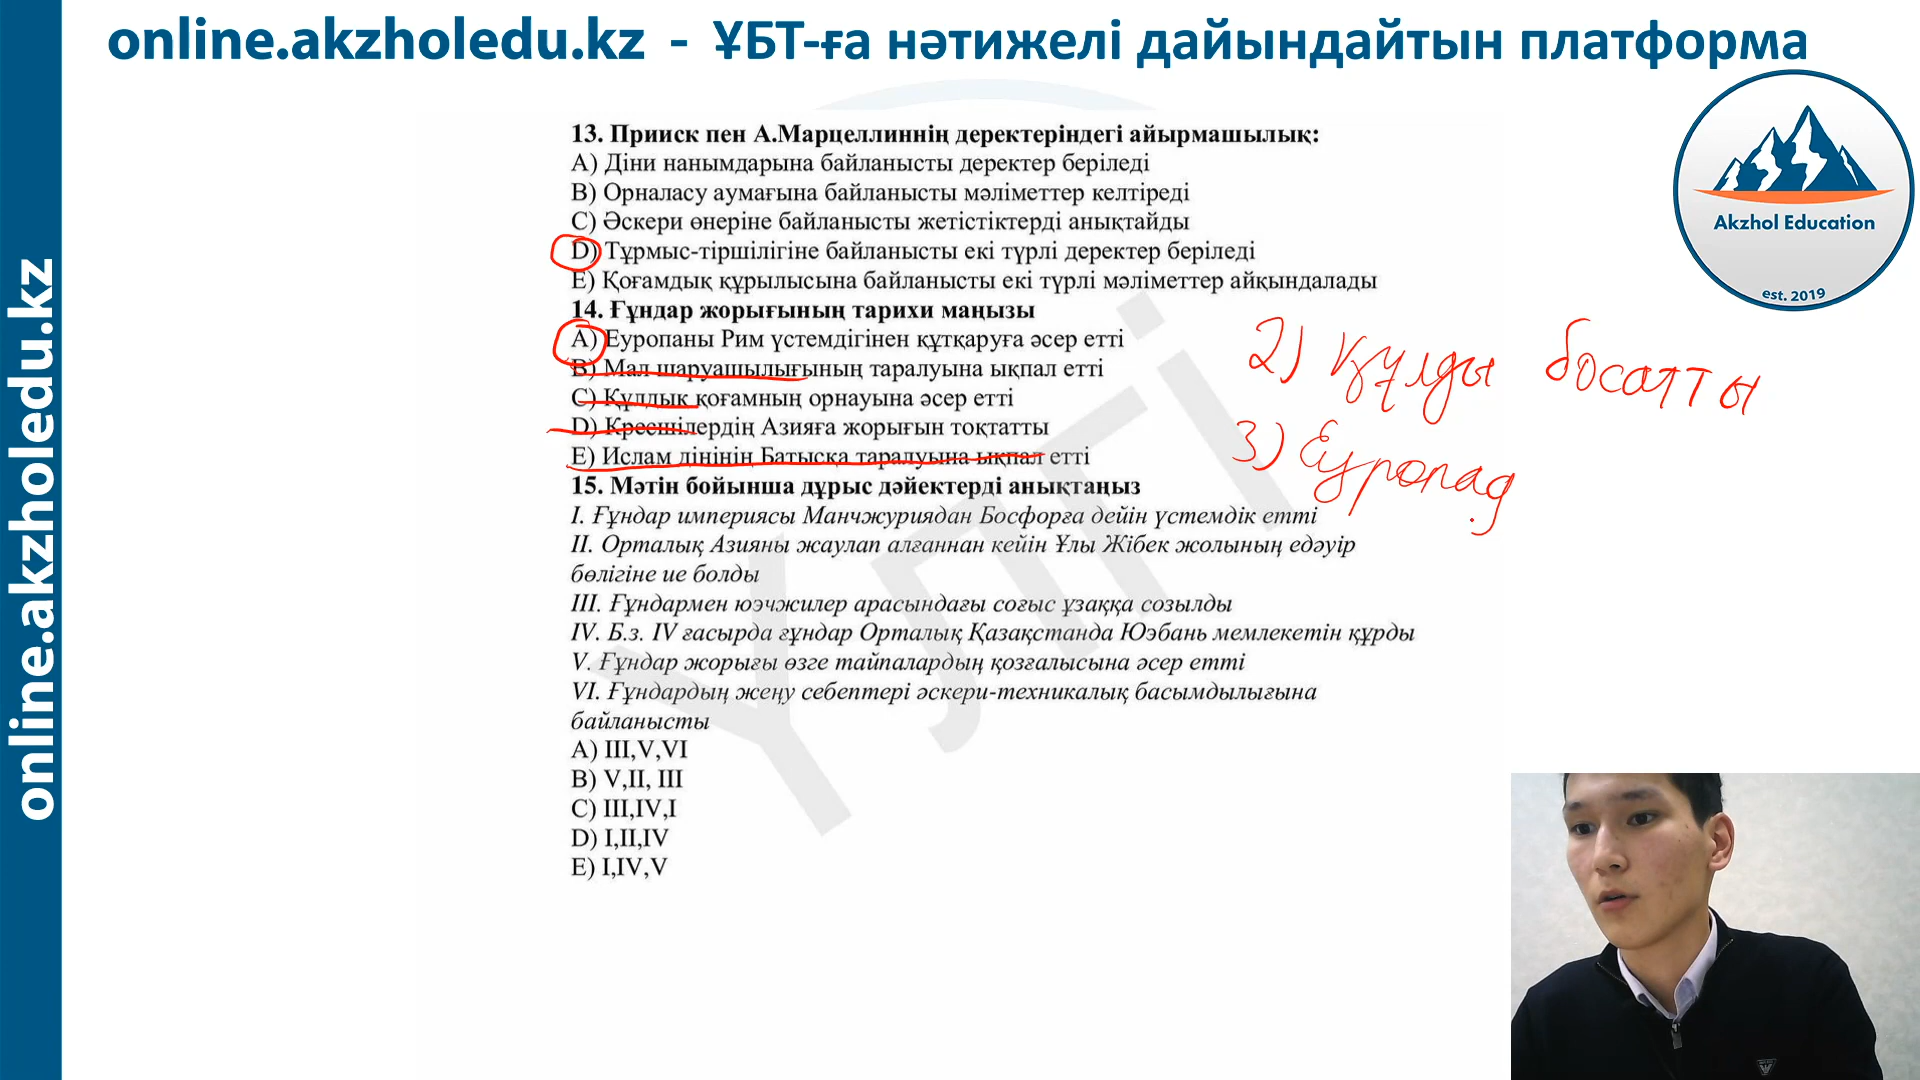 online.akzholedu.kz - ҰБТ-ға нәтижелі дайындайтын платформа
online.akzholedu.kz
Akzhol Education
est. 2019
13. Прииск пен А.Марцеллиннің деректеріндегі айырмашылық:
A) Діни нанымдарына байланысты деректер беріледі
B) Орналасу аумағына байланысты мәліметтер келтіреді
C) Әскери өнеріне байланысты жетістіктерді анықтайды
D) Тұрмыс-тіршілігіне байланысты екі түрлі деректер беріледі
E) Қоғамдық құрылысына байланысты екі түрлі мәліметтер айқындалады
14. Ғұндар жорығының тарихи маңызы
A) Еуропаны Рим үстемдігінен құтқаруға әсер етті
B) Мал шаруашылығының таралуына ықпал етті
C) Құлдық қоғамның орнауына әсер етті
D) Кресшілердің Азияға жорығын тоқтатты
E) Ислам дінінің Батысқа таралуына ықпал етті
2) Құлды босатты
3) Еуропад
15. Мәтін бойынша дұрыс дәйектерді анықтаңыз
I. Ғұндар империясы Манчжуриядан Босфорға дейін үстемдік етті
II. Орталық Азияны жаулап алғаннан кейін Ұлы Жібек жолының едәуір
бөлігіне ие болды
III. Ғұндармен юэчжилер арасындағы соғыс ұзаққа созылды
IV. Б.з. IV ғасырда ғұндар Орталық Қазақстанда Юэбань мемлекетін құрды
V. Ғұндар жорығы өзге тайпалардың қозғалысына әсер етті
VI. Ғұндардың жеңу себептері әскери-техникалық басымдылығына
байланысты
A) III,V,VI
B) V,II, III
C) III,IV,I
D) I,II,IV
E) I,IV,V
ҮЛГІ